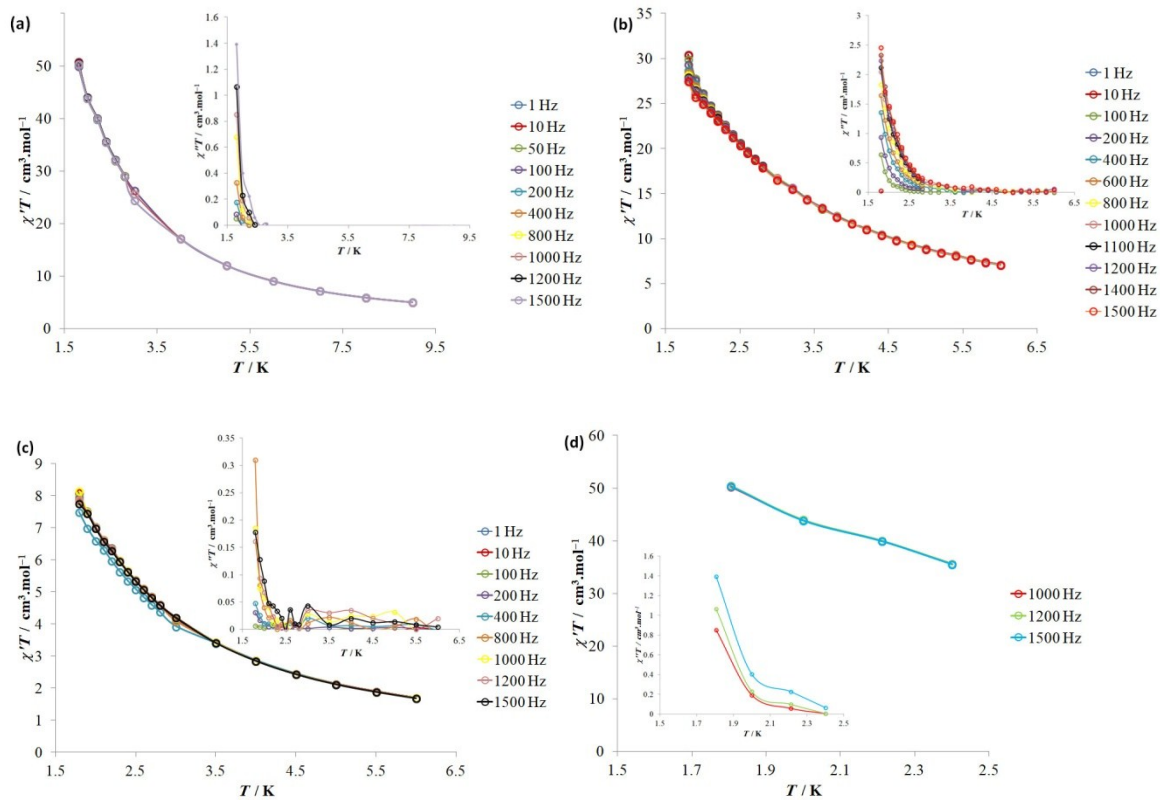 (a)
χ'T / cm³.mol⁻¹
50
40
30
20
10
0
1.5
3.5
5.5
7.5
9.5
T / K
χ''T / cm³.mol⁻¹
1.6
1.4
1.2
1
0.8
0.6
0.4
0.2
0
1.5
3.5
5.5
7.5
9.5
T / K
1 Hz
10 Hz
50 Hz
100 Hz
200 Hz
400 Hz
800 Hz
1000 Hz
1200 Hz
1500 Hz
(b)
χ'T / cm³.mol⁻¹
35
30
25
20
15
10
5
0
1.5
2.5
3.5
4.5
5.5
6.5
T / K
χ''T / cm³.mol⁻¹
3
2.5
2
1.5
1
0.5
0
1.5
2.5
3.5
4.5
5.5
6.5
T / K
1 Hz
10 Hz
100 Hz
200 Hz
400 Hz
600 Hz
800 Hz
1000 Hz
1100 Hz
1200 Hz
1400 Hz
1500 Hz
(c)
χ'T / cm³.mol⁻¹
9
8
7
6
5
4
3
2
1
0
1.5
2.5
3.5
4.5
5.5
6.5
T / K
χ''T / cm³.mol⁻¹
0.35
0.3
0.25
0.2
0.15
0.1
0.05
0
1.5
2.5
3.5
4.5
5.5
6.5
T / K
1 Hz
10 Hz
100 Hz
200 Hz
400 Hz
800 Hz
1000 Hz
1200 Hz
1500 Hz
(d)
χ'T / cm³.mol⁻¹
60
50
40
30
20
10
0
1.5
1.7
1.9
2.1
2.3
2.5
T / K
χ''T / cm³.mol⁻¹
1.6
1.4
1.2
1
0.8
0.6
0.4
0.2
0
1.5
1.7
1.9
2.1
2.3
2.5
T / K
1000 Hz
1200 Hz
1500 Hz